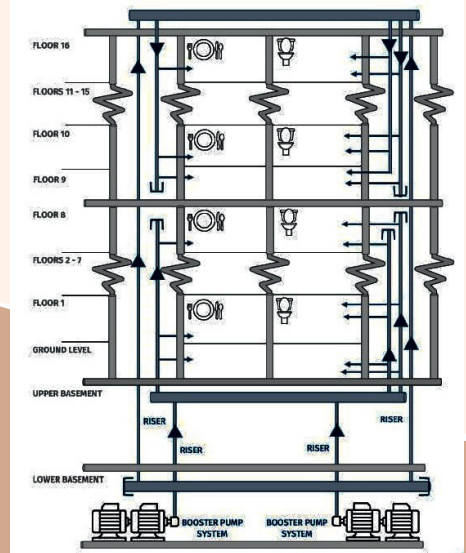 FLOOR 16
FLOORS 11 - 15
FLOOR 10
FLOOR 9
FLOOR 8
FLOORS 2 - 7
FLOOR 1
GROUND LEVEL
UPPER BASEMENT
RISER
RISER
RISER
RISER
LOWER BASEMENT
BOOSTER PUMP
SYSTEM
BOOSTER PUMP
SYSTEM